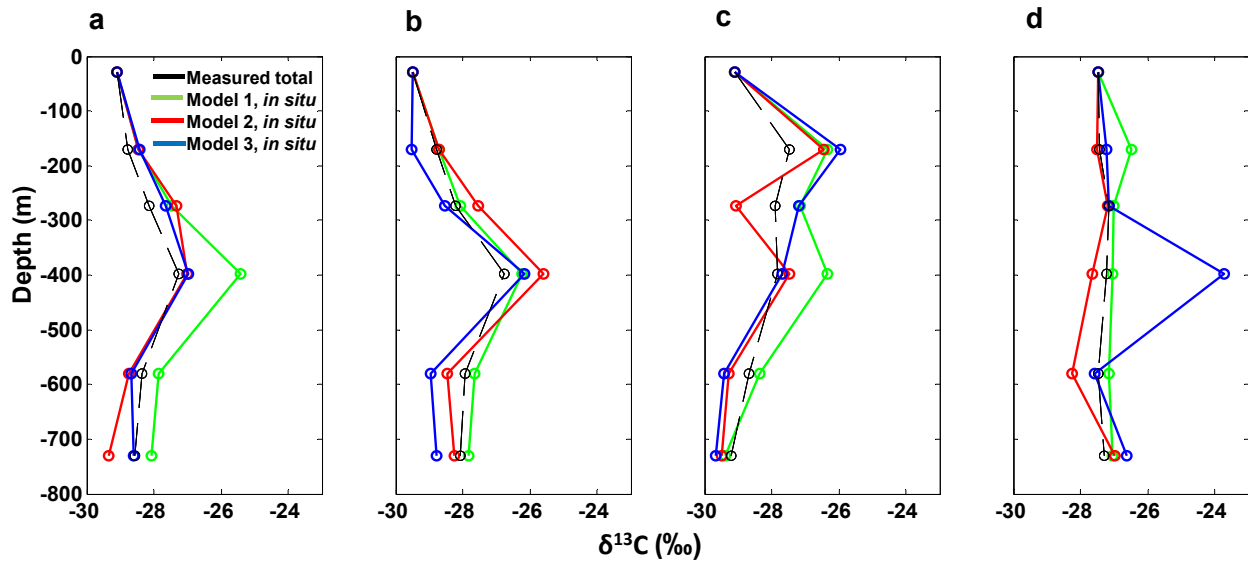 a b c d
0
-100
-200
-300
-400
-500
-600
-700
-800
Depth (m)
Measured total
Model 1, in situ
Model 2, in situ
Model 3, in situ
-30 -28 -26 -24 -30 -28 -26 -24 -30 -28 -26 -24 -30 -28 -26 -24
δ¹³C (‰)